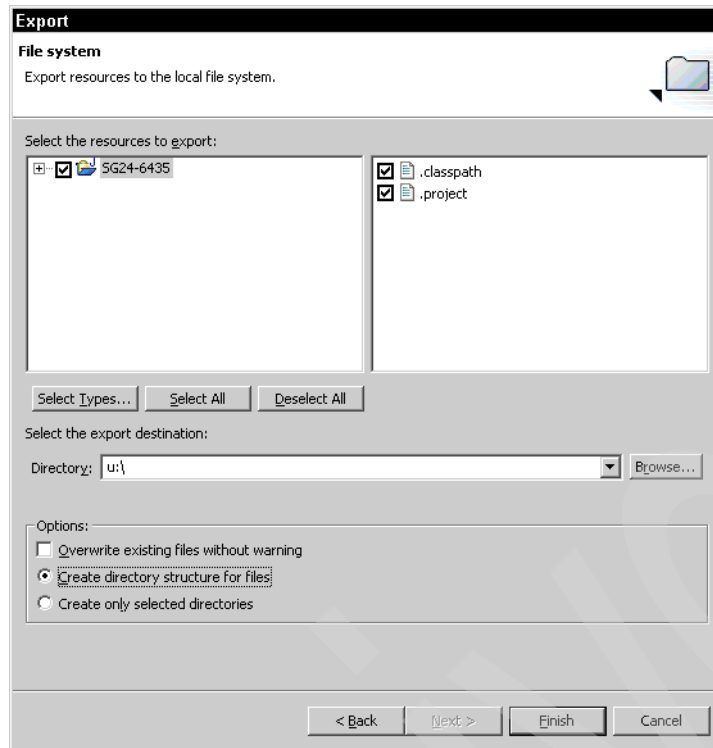 Export
File system
Export resources to the local file system.
Select the resources to export:
SG24-6435
.classpath
.project
Select Types...
Select All
Deselect All
Select the export destination:
Directory: u:\
Browse...
Options:
Overwrite existing files without warning
Create directory structure for files
Create only selected directories
< Back
Next >
Finish
Cancel